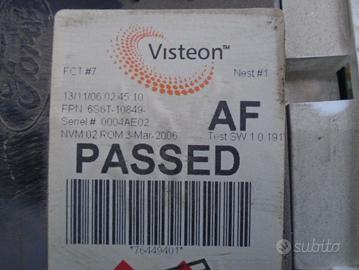 Visteon™
FCT #7
Nest #1
13/11/06 02:45:10
FPN 6S6T-10849-
AF
Serial # 0004AE02
NVM 02 ROM 3-Mar-2006
Test SW 1.0.191
PASSED
*76449401*
subito